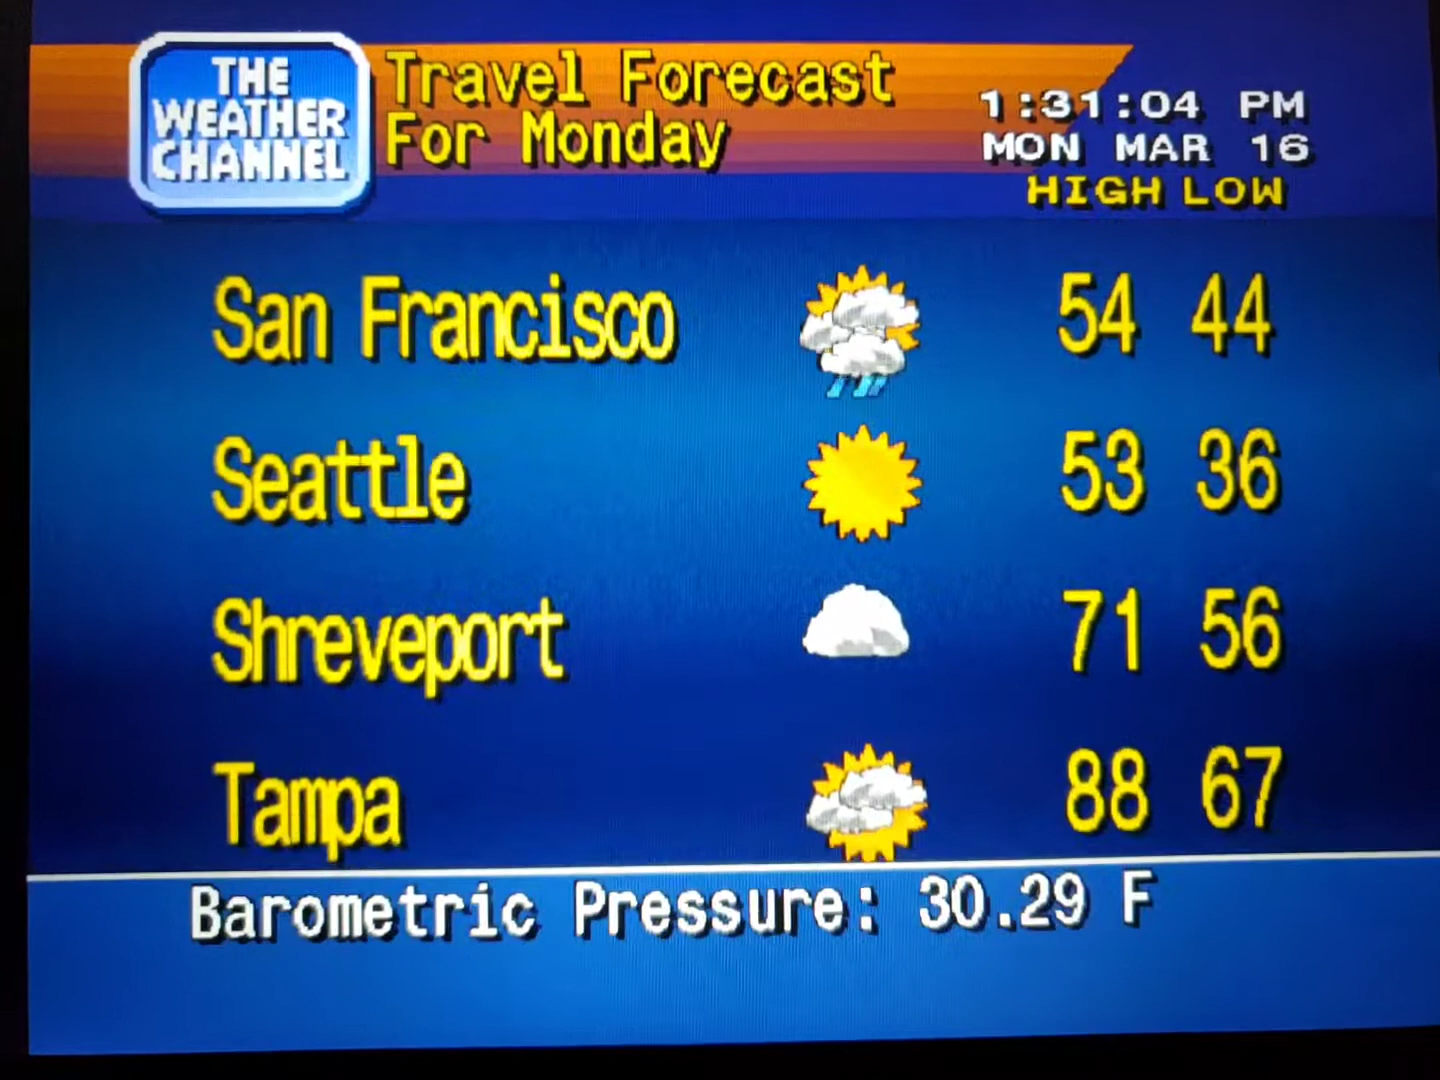 THE
WEATHER
CHANNEL
Travel Forecast
For Monday
1:31:04 PM
MON MAR 16
HIGH LOW
San Francisco 54 44
Seattle 53 36
Shreveport 71 56
Tampa 88 67
Barometric Pressure: 30.29 F